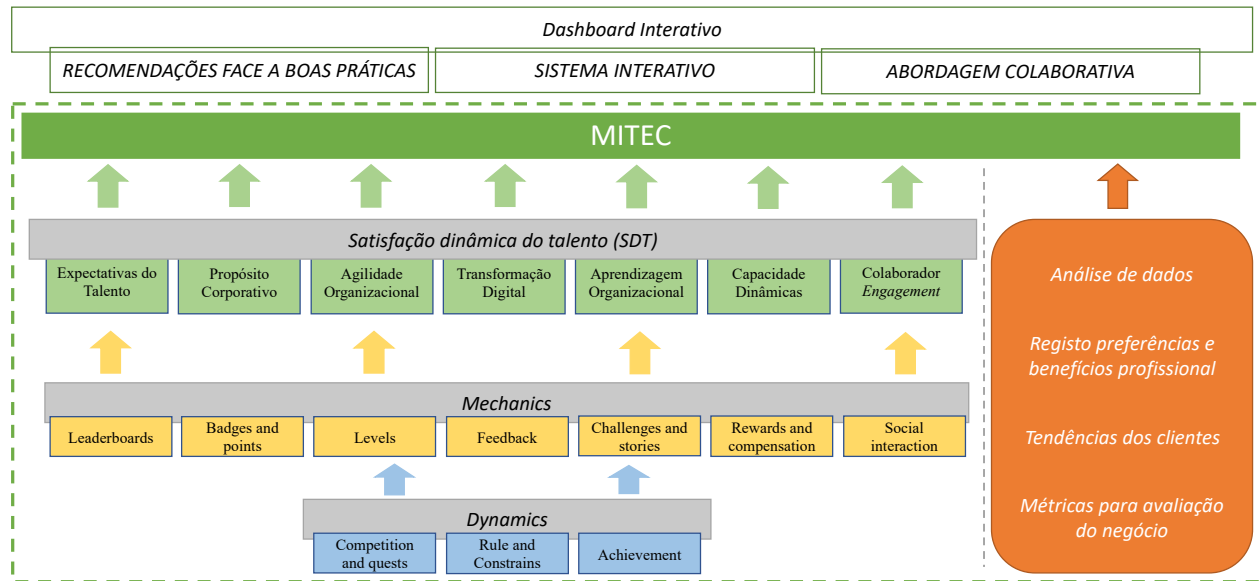 Dashboard Interativo
RECOMENDAÇÕES FACE A BOAS PRÁTICAS
SISTEMA INTERATIVO
ABORDAGEM COLABORATIVA
MITEC
Satisfação dinâmica do talento (SDT)
Expectativas do
Talento
Propósito
Corporativo
Agilidade
Organizacional
Transformação
Digital
Aprendizagem
Organizacional
Capacidade
Dinâmicas
Colaborador
Engagement
Mechanics
Leaderboards
Badges and
points
Levels
Feedback
Challenges and
stories
Rewards and
compensation
Social
interaction
Dynamics
Competition
and quests
Rule and
Constrains
Achievement
Análise de dados
Registo preferências e
benefícios profissional
Tendências dos clientes
Métricas para avaliação
do negócio